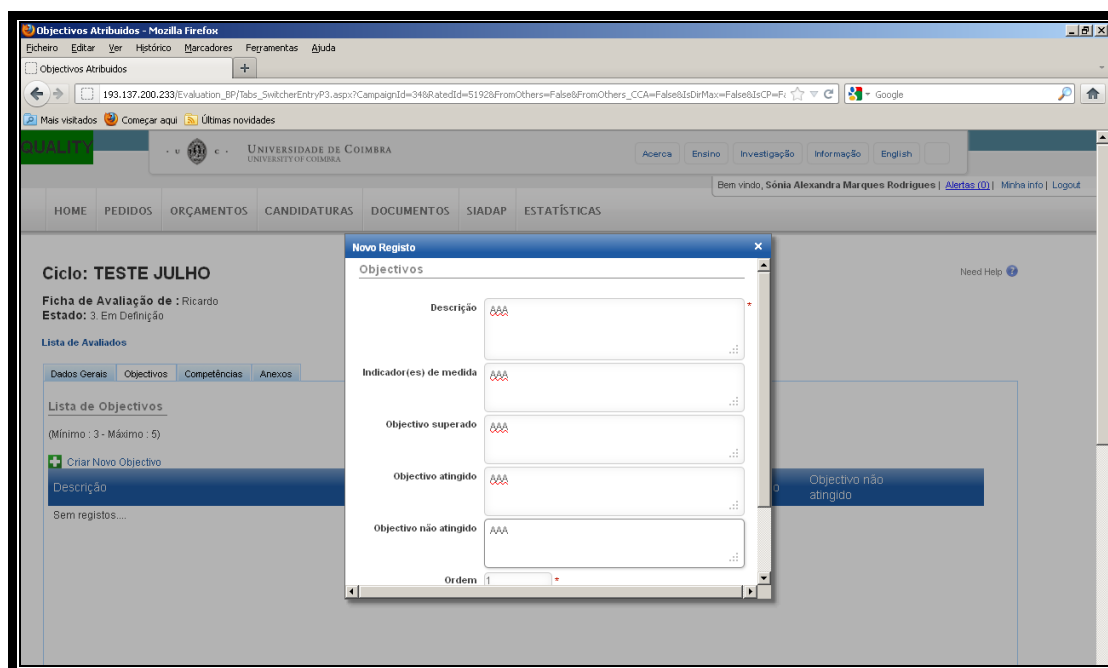 Objectivos Atribuidos - Mozilla Firefox
Ficheiro Editar Ver Histórico Marcadores Ferramentas Ajuda
Objectivos Atribuidos
193.137.200.233/Evaluation_BP/Tabs_SwitcherEntryP3.aspx?CampaignId=34&RatedId=5192&FromOthers=False&FromOthers_CCA=False&IsDirMax=False&IsCP=F Google
Mais visitados Começar aqui Últimas novidades
QUALITY · U C · UNIVERSIDADE DE COIMBRA
UNIVERSITY OF COIMBRA
Acerca Ensino Investigação Informação English
Bem vindo, Sónia Alexandra Marques Rodrigues | Alertas (0) | Minha info | Logout
HOME PEDIDOS ORÇAMENTOS CANDIDATURAS DOCUMENTOS SIADAP ESTATÍSTICAS
Novo Registo
Ciclo: TESTE JULHO
Need Help
Ficha de Avaliação de : Ricardo
Estado: 3. Em Definição
Lista de Avaliados
Dados Gerais Objectivos Competências Anexos
Lista de Objectivos
(Mínimo : 3 - Máximo : 5)
Criar Novo Objectivo
Descrição
Objectivo não
atingido
Sem registos....
Objectivos
Descrição AAA *
Indicador(es) de medida AAA
Objectivo superado AAA
Objectivo atingido AAA
Objectivo não atingido AAA
Ordem 1 *